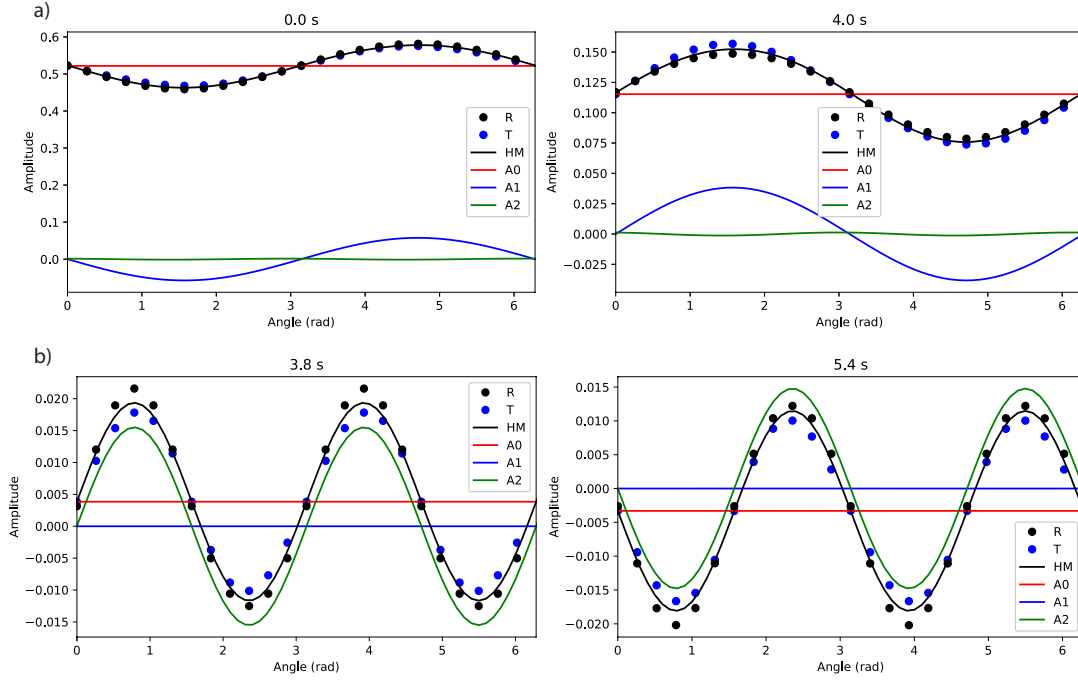 a)
0.0 s
Amplitude
0.6
0.5
0.4
0.3
0.2
0.1
0.0
R
T
HM
A0
A1
A2
0 1 2 3 4 5 6
Angle (rad)
4.0 s
Amplitude
0.150
0.125
0.100
0.075
0.050
0.025
0.000
−0.025
R
T
HM
A0
A1
A2
0 1 2 3 4 5 6
Angle (rad)
b)
3.8 s
Amplitude
0.020
0.015
0.010
0.005
0.000
−0.005
−0.010
−0.015
R
T
HM
A0
A1
A2
0 1 2 3 4 5 6
Angle (rad)
5.4 s
Amplitude
0.015
0.010
0.005
0.000
−0.005
−0.010
−0.015
−0.020
R
T
HM
A0
A1
A2
0 1 2 3 4 5 6
Angle (rad)